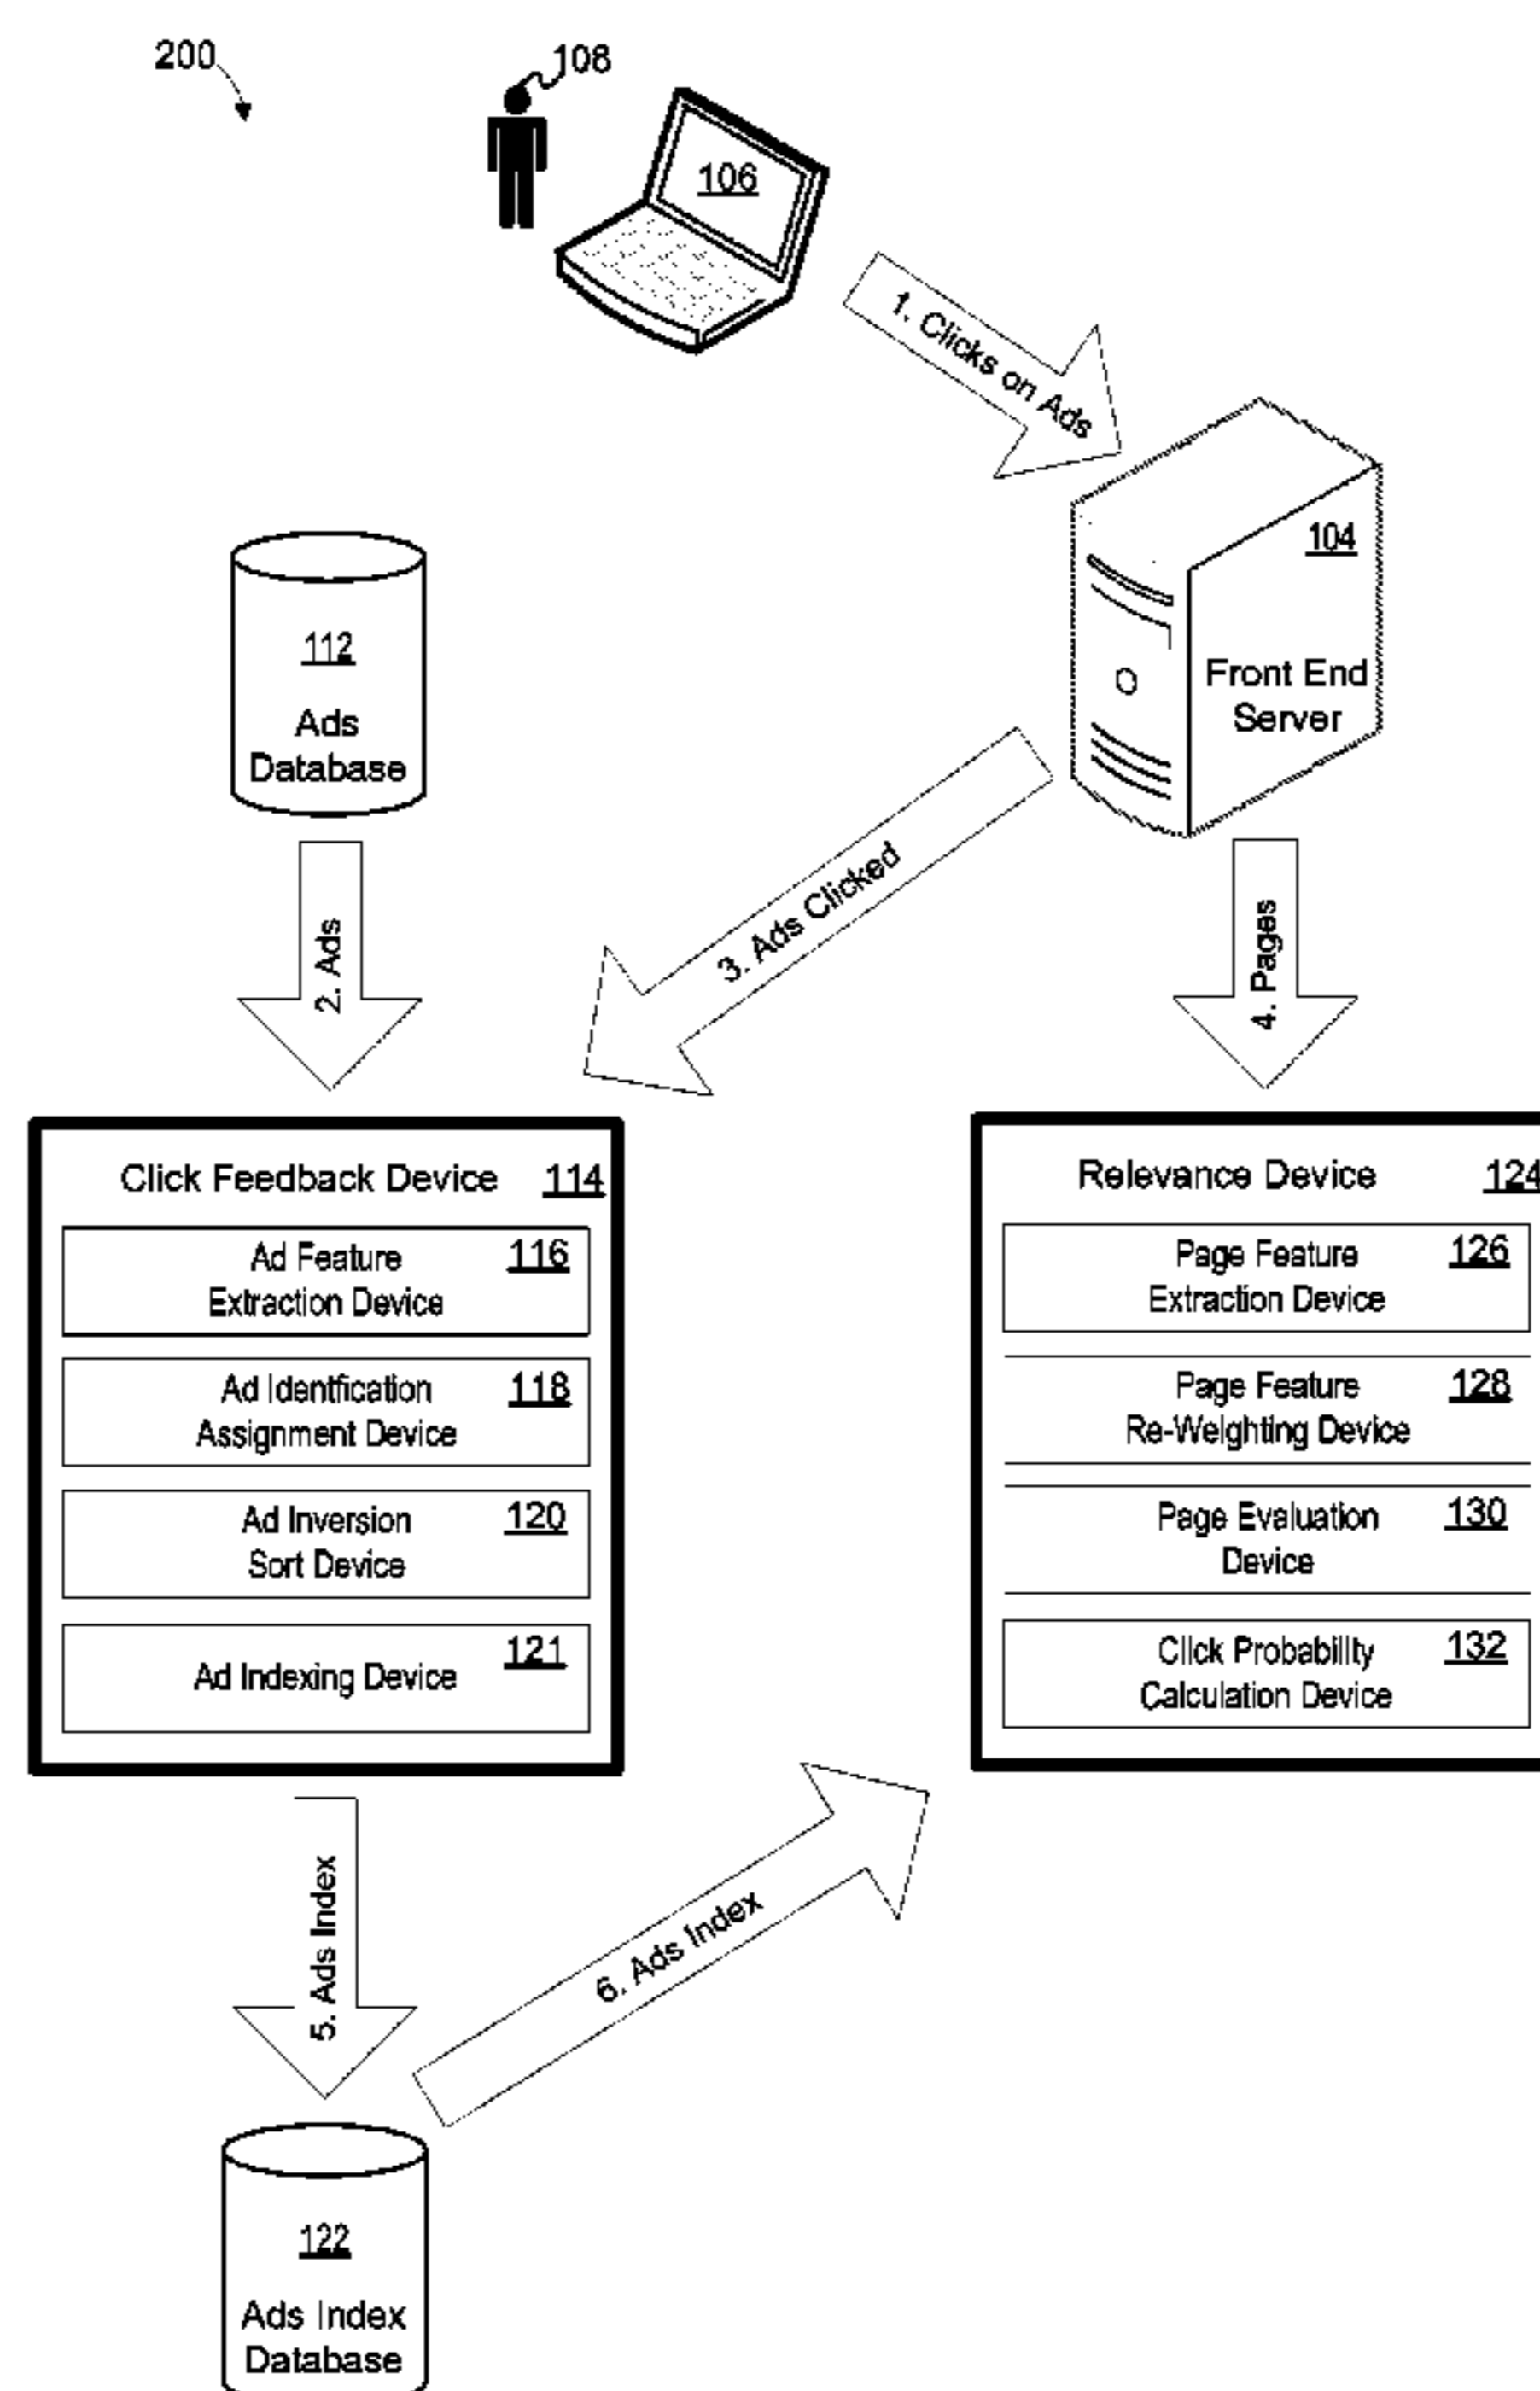 200
108
106
1. Clicks on Ads
104
Front End
Server
112
Ads
Database
2. Ads
3. Ads Clicked
4. Pages
Click Feedback Device 114
Ad Feature 116
Extraction Device
Ad Identfication 118
Assignment Device
Ad Inversion 120
Sort Device
Ad Indexing Device 121
Relevance Device 124
Page Feature 126
Extraction Device
Page Feature 128
Re-Weighting Device
Page Evaluation 130
Device
Click Probability 132
Calculation Device
5. Ads Index
6. Ads Index
122
Ads Index
Database